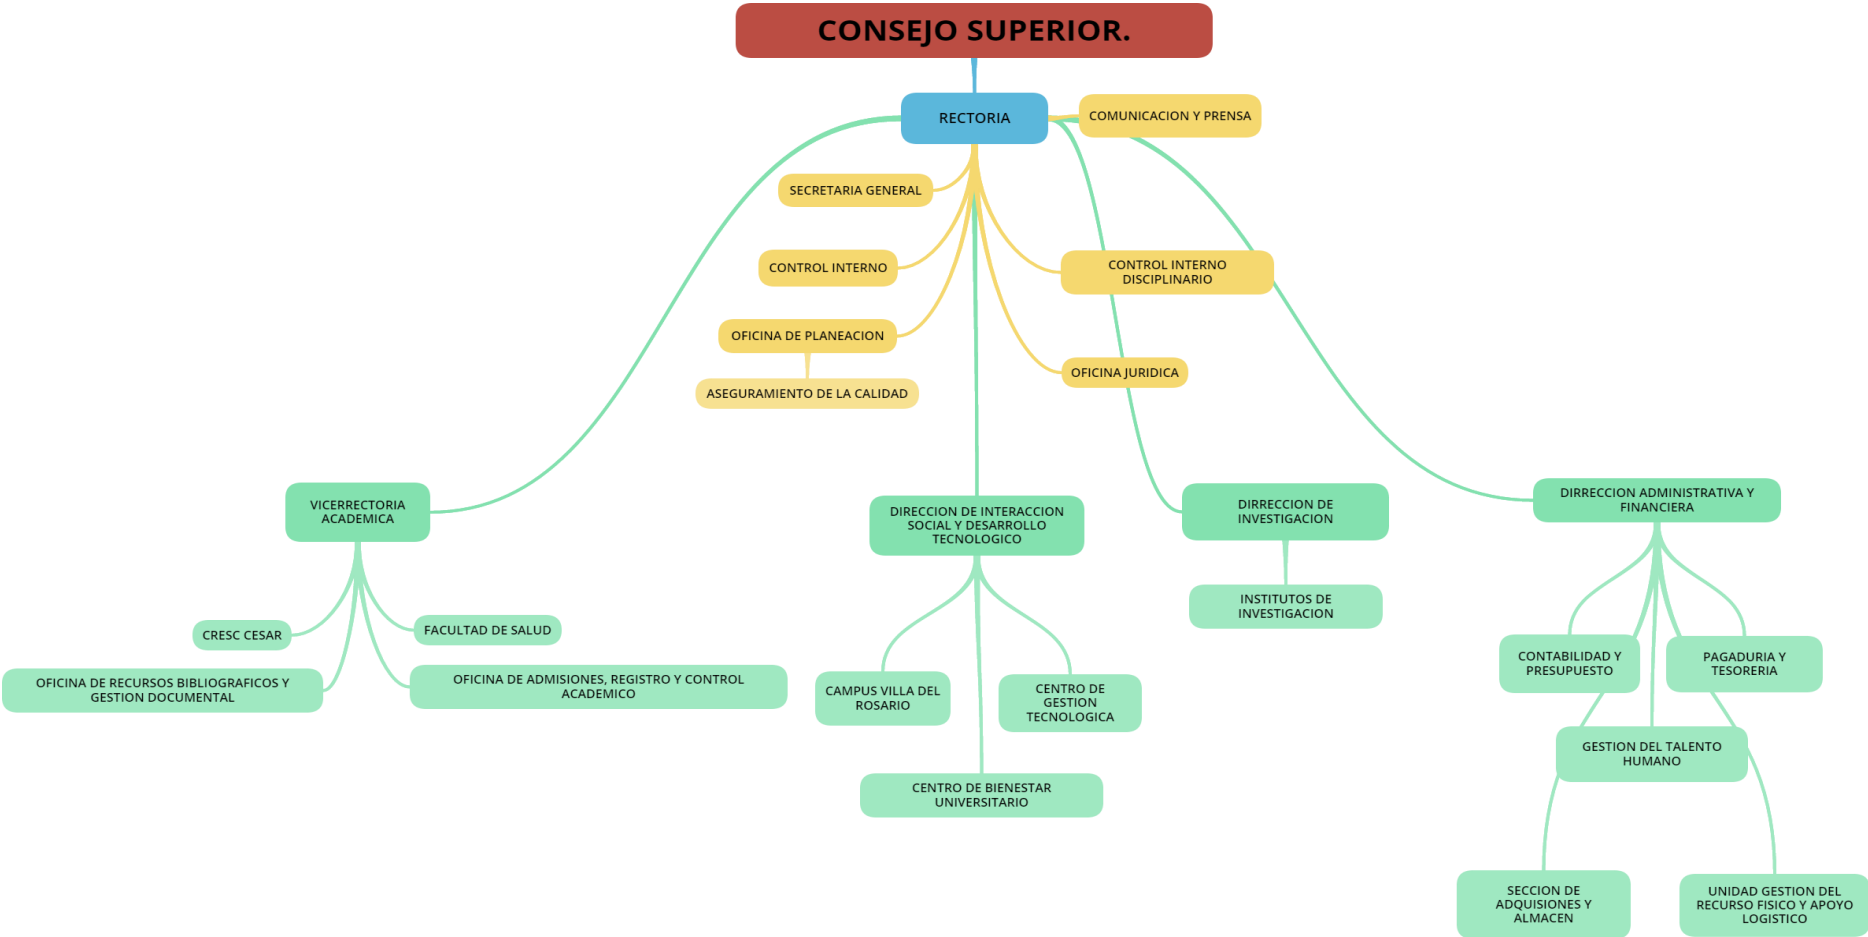 CONSEJO SUPERIOR.
RECTORIA
COMUNICACION Y PRENSA
SECRETARIA GENERAL
CONTROL INTERNO
CONTROL INTERNO
DISCIPLINARIO
OFICINA DE PLANEACION
ASEGURAMIENTO DE LA CALIDAD
OFICINA JURIDICA
VICERRECTORIA
ACADEMICA
DIRECCION DE INTERACCION
SOCIAL Y DESARROLLO
TECNOLOGICO
DIRRECCION DE
INVESTIGACION
DIRRECCION ADMINISTRATIVA Y
FINANCIERA
CRESC CESAR
FACULTAD DE SALUD
OFICINA DE RECURSOS BIBLIOGRAFICOS Y
GESTION DOCUMENTAL
OFICINA DE ADMISIONES, REGISTRO Y CONTROL
ACADEMICO
CAMPUS VILLA DEL
ROSARIO
CENTRO DE
GESTION
TECNOLOGICA
CENTRO DE BIENESTAR
UNIVERSITARIO
INSTITUTOS DE
INVESTIGACION
CONTABILIDAD Y
PRESUPUESTO
PAGADURIA Y
TESORERIA
GESTION DEL TALENTO
HUMANO
SECCION DE
ADQUISIONES Y
ALMACEN
UNIDAD GESTION DEL
RECURSO FISICO Y APOYO
LOGISTICO